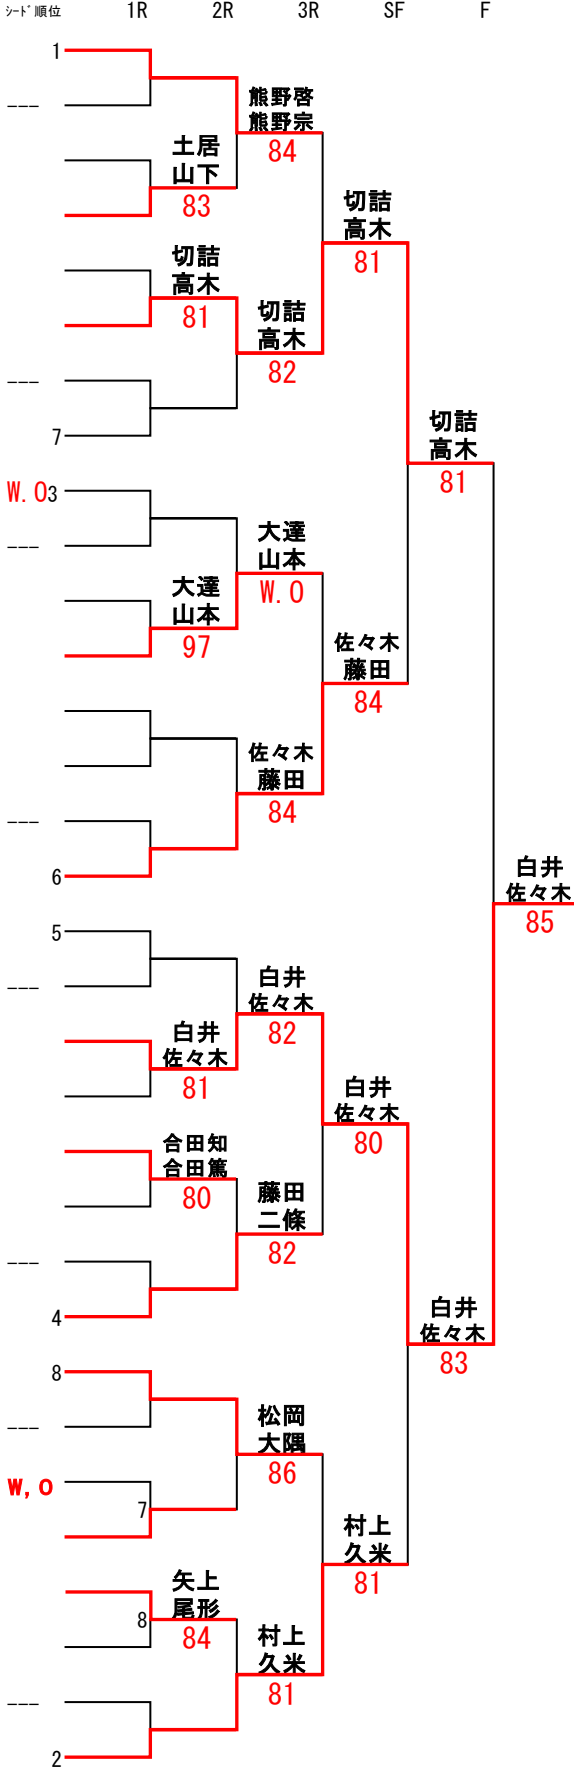 シード順位 1R 2R 3R SF F
1
熊野啓
---
熊野宗
84
土居
山下
83
切詰
高木
81
切詰
高木
81
切詰
高木
82
---
7
切詰
高木
81
W.O 3
大達
山本
W.O
---
大達
山本
97
佐々木
藤田
84
佐々木
藤田
84
---
6
白井
佐々木
85
5
白井
佐々木
82
---
白井
佐々木
81
白井
佐々木
80
合田知
合田篤
80
藤田
二條
82
---
4
白井
佐々木
83
8
松岡
大隅
86
---
W,O
7
村上
久米
81
矢上
尾形
84
8
村上
久米
81
---
2